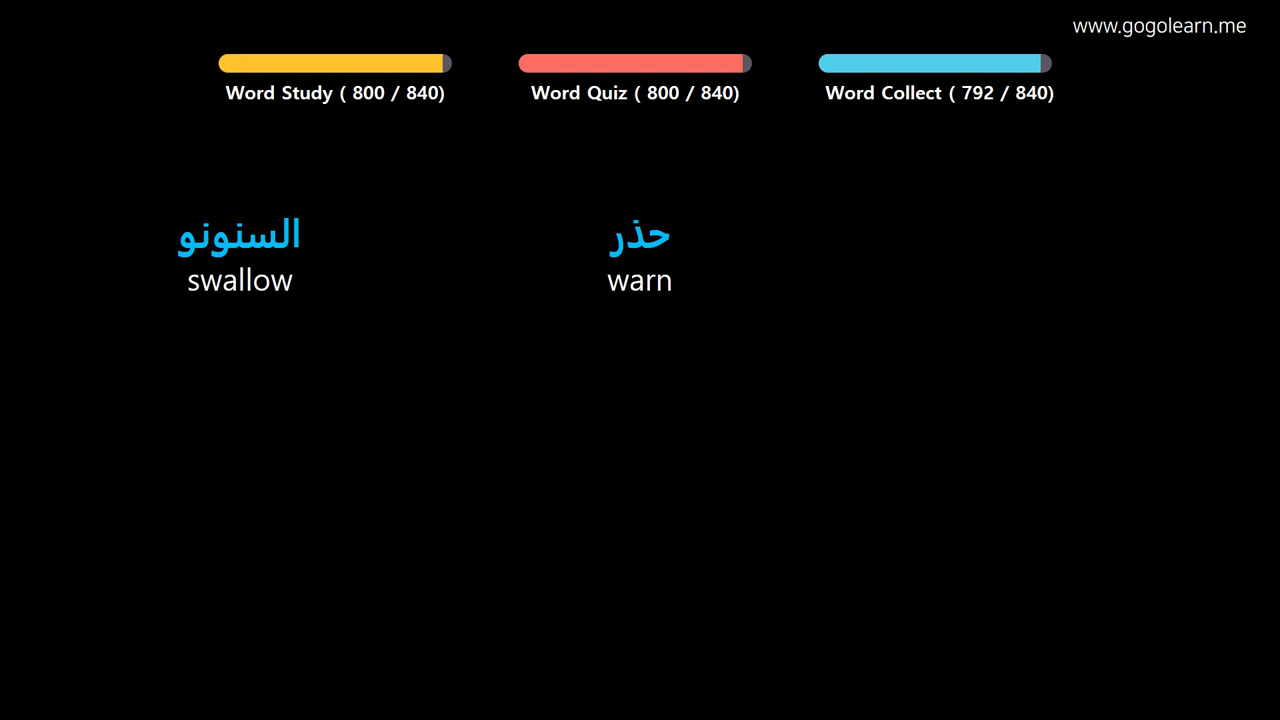 www.gogolearn.me
Word Study ( 800 / 840)
Word Quiz ( 800 / 840)
Word Collect ( 792 / 840)
السنونو
swallow
حذر
warn